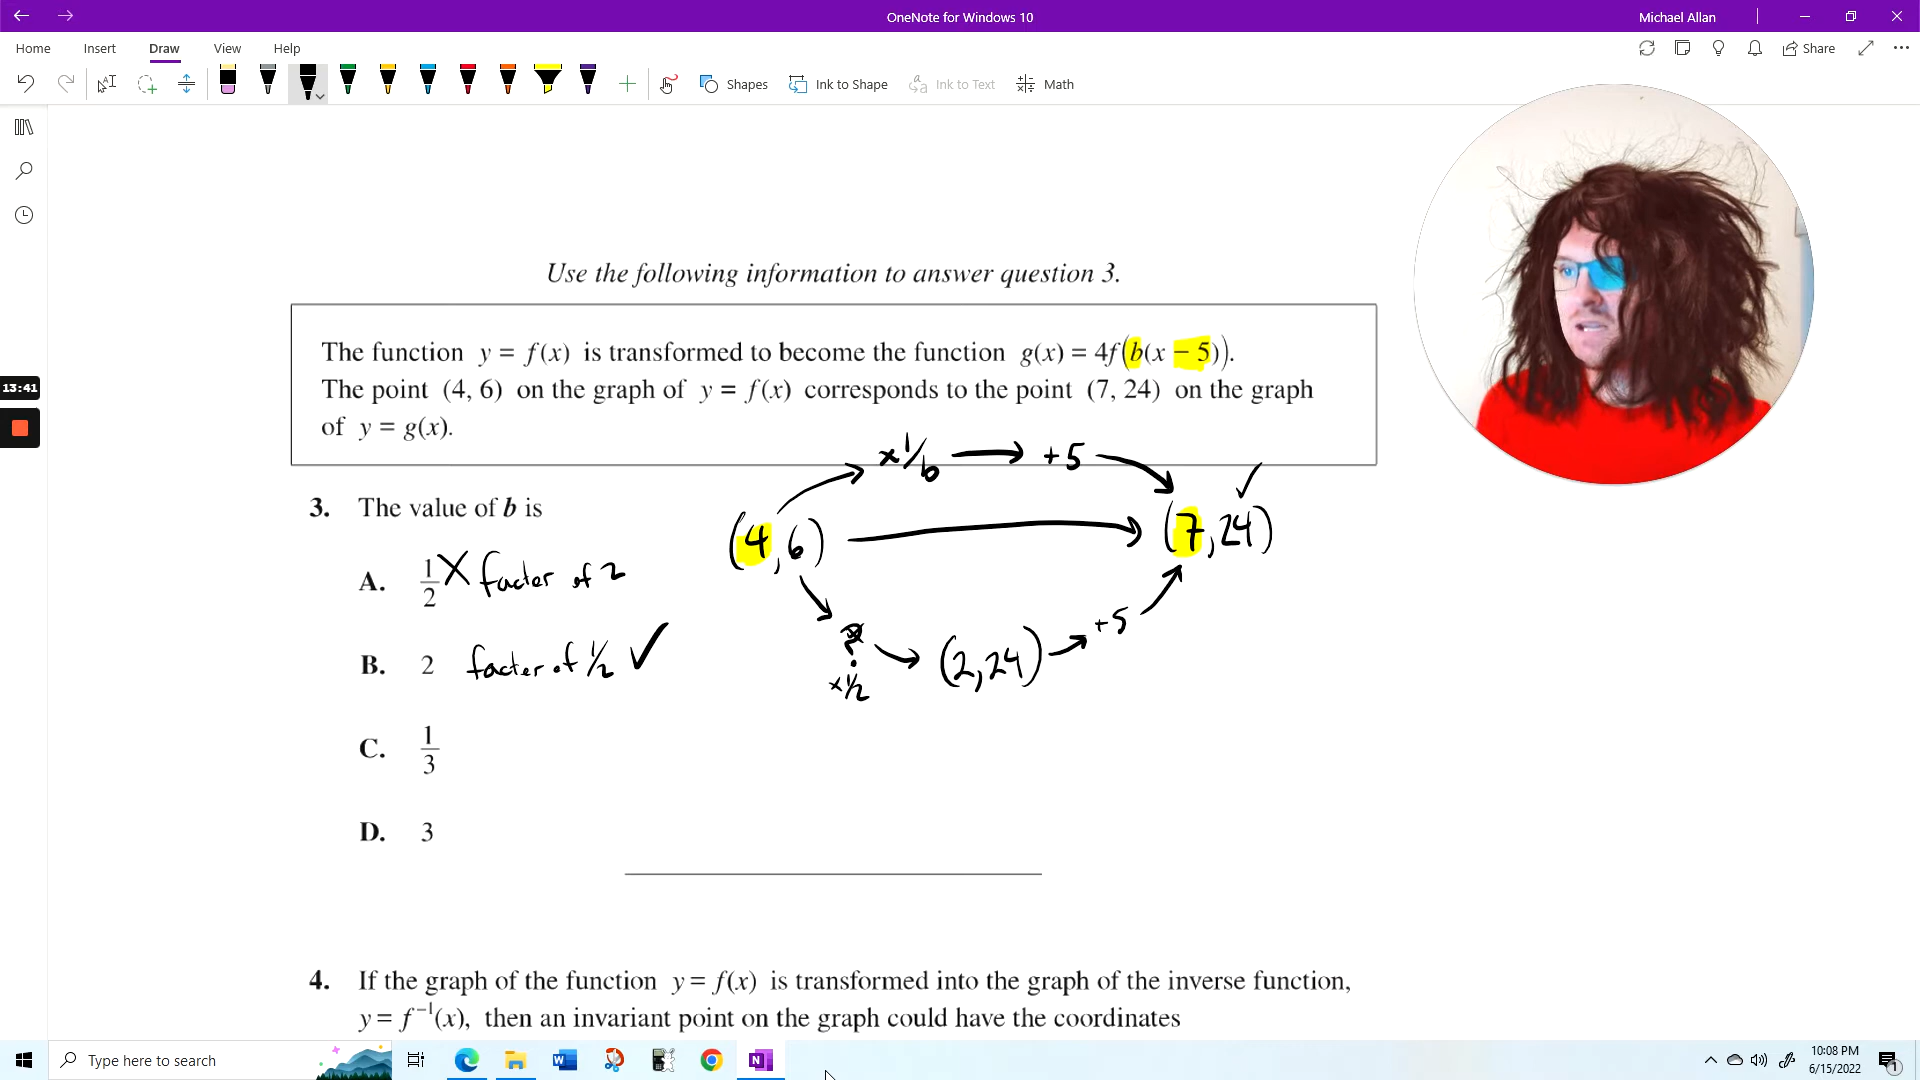 OneNote for Windows 10
Michael Allan
Home Insert Draw View Help
Share
Shapes Ink to Shape Ink to Text Math
Use the following information to answer question 3.
The function y = f(x) is transformed to become the function g(x) = 4f(b(x − 5)).
The point (4, 6) on the graph of y = f(x) corresponds to the point (7, 24) on the graph
of y = g(x).
13:41
x 1/b → +5
3. The value of b is
(4, 6) → (7, 24) ✓
A. 1/2 X factor of 2
B. 2 factor of 1/2 ✓
? → (2, 24) → +5
x 1/2
C. 1/3
D. 3
4. If the graph of the function y = f(x) is transformed into the graph of the inverse function,
y = f⁻¹(x), then an invariant point on the graph could have the coordinates
Type here to search
10:08 PM
6/15/2022
1